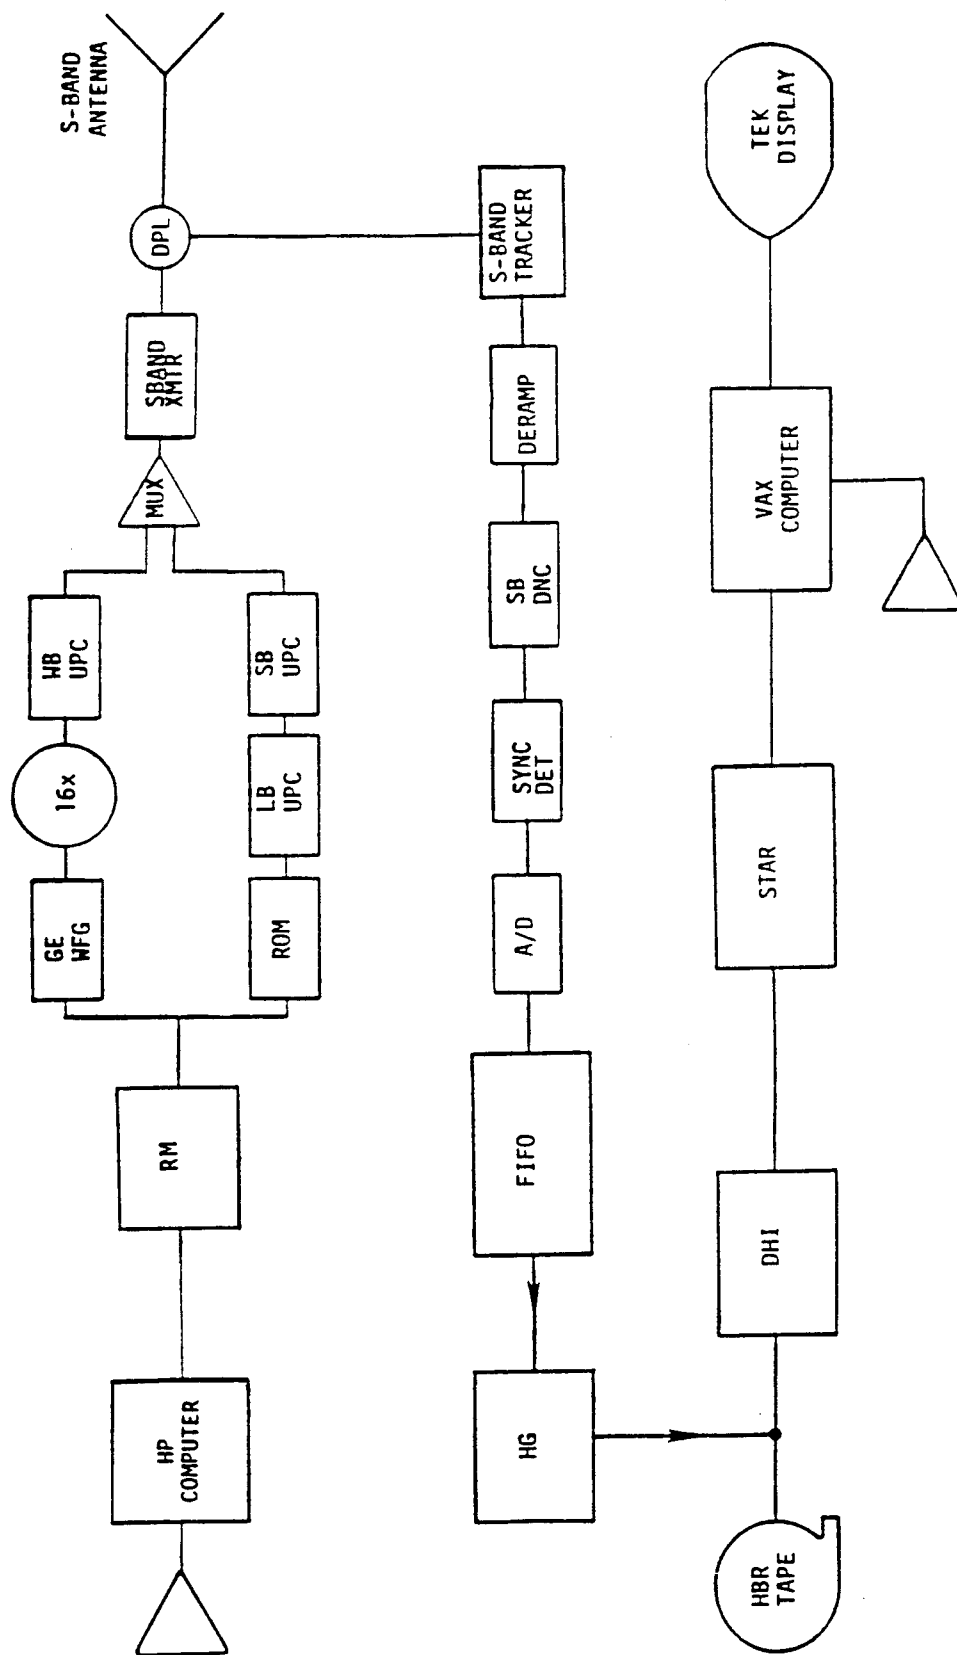 S-BAND
ANTENNA
HP
COMPUTER
RM
GE
WFG
16x
WB
UPC
ROM
LB
UPC
SB
UPC
MUX
SBAND
XMTR
DPL
HG
FIFO
A/D
SYNC
DET
SB
DNC
DERAMP
S-BAND
TRACKER
HBR
TAPE
DHI
STAR
VAX
COMPUTER
TEK
DISPLAY